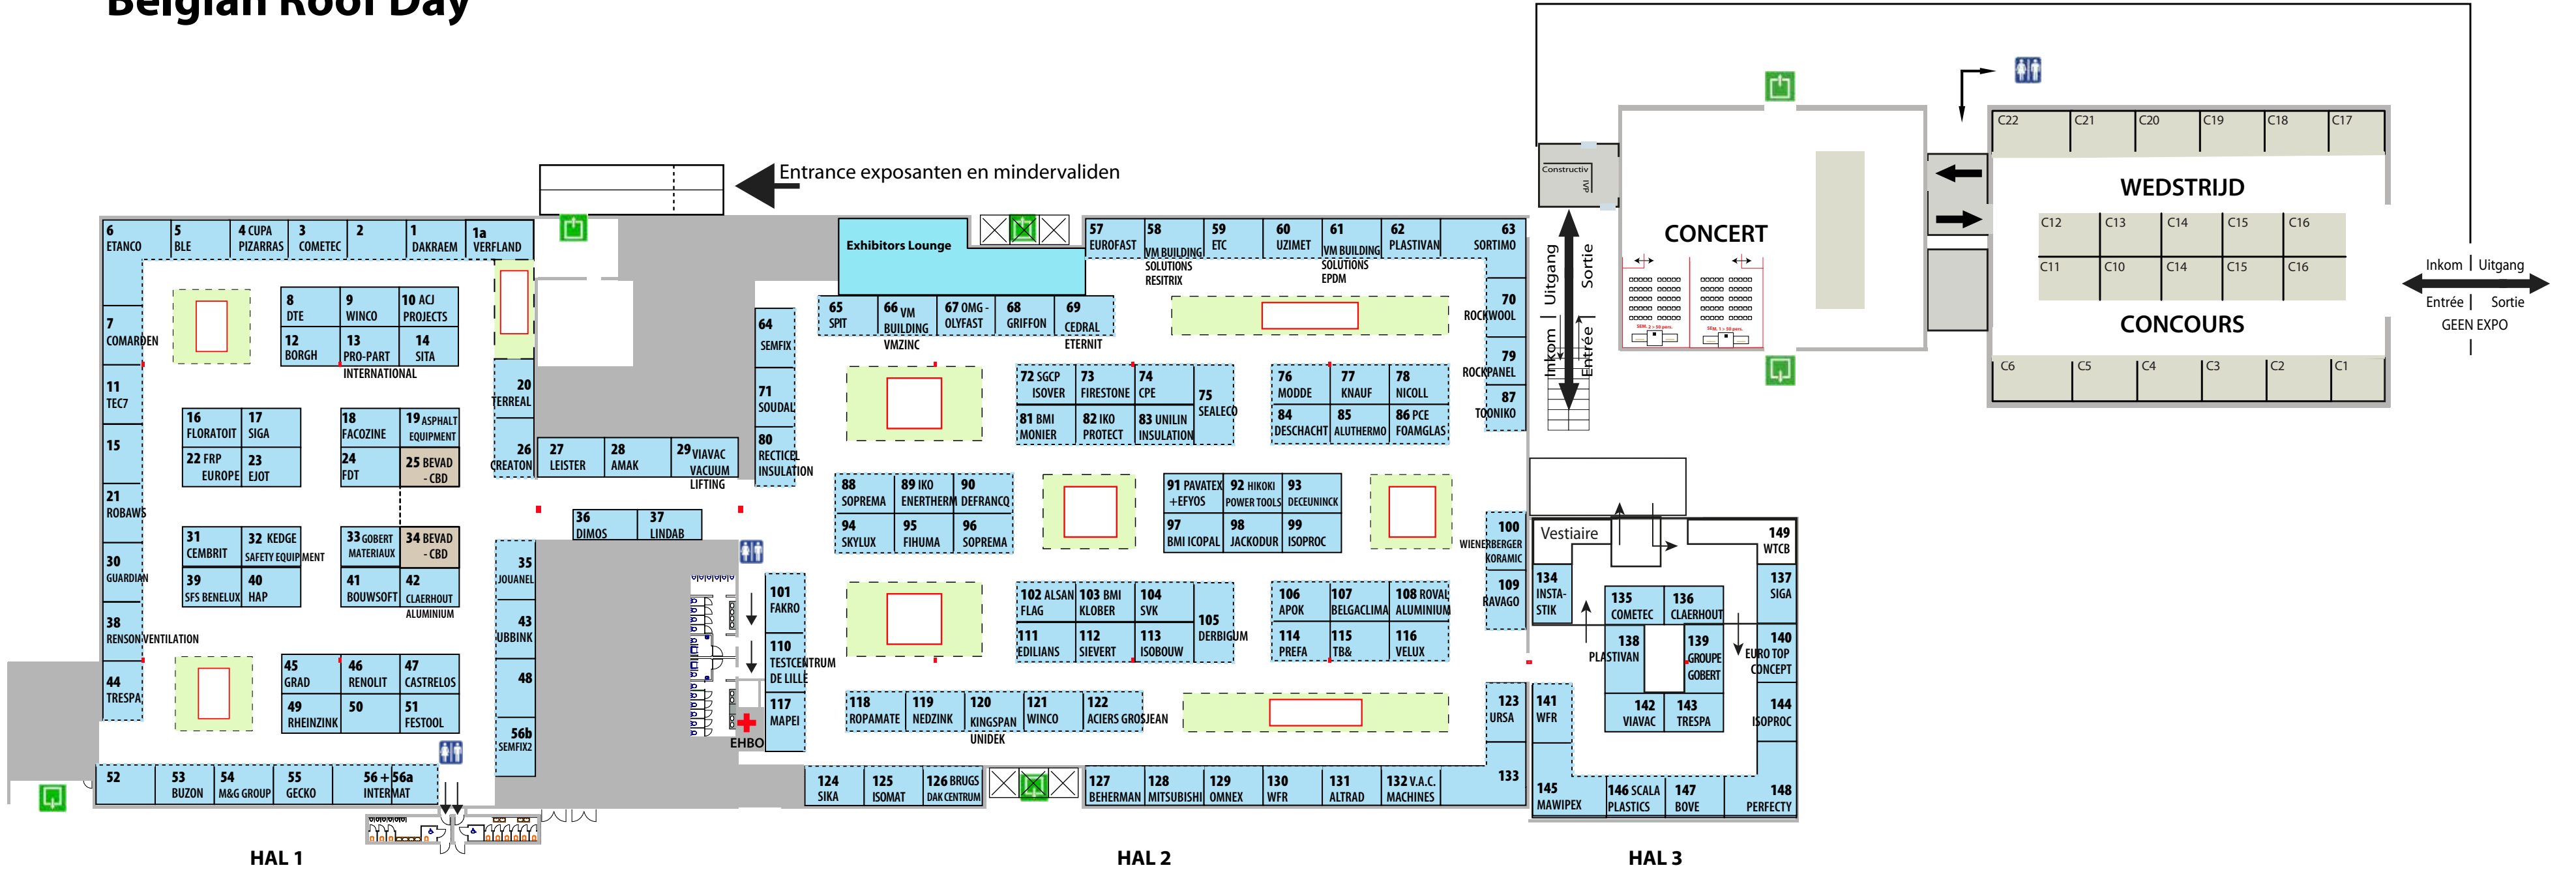 Belgian Roof Day
Entrance exposanten en mindervaliden
6
ETANCO
5
BLE
4 CUPA
PIZARRAS
3
COMETEC
2
1
DAKRAEM
1a
VERFLAND
7
COMARDEN
11
TEC7
15
21
ROBAWS
30
GUARDIAN
38
RENSON VENTILATION
44
TRESPA
8
DTE
9
WINCO
10 ACJ
PROJECTS
12
BORGH
13
PRO-PART
INTERNATIONAL
14
SITA
16
FLORATOIT
17
SIGA
18
FACOZINE
19 ASPHALT
EQUIPMENT
22 FRP
EUROPE
23
EJOT
24
FDT
25 BEVAD
- CBD
20
TERREAL
26
CREATON
27
LEISTER
28
AMAK
29 VIAVAC
VACUUM
LIFTING
31
CEMBRIT
32 KEDGE
SAFETY EQUIPMENT
33 GOBERT
MATERIAUX
34 BEVAD
- CBD
39
SFS BENELUX
40
HAP
41
BOUWSOFT
42
CLAERHOUT
ALUMINIUM
35
JOUANEL
43
UBBINK
48
56b
SEMFIX2
36
DIMOS
37
LINDAB
45
GRAD
46
RENOLIT
47
CASTRELOS
49
RHEINZINK
50
51
FESTOOL
52
53
BUZON
54
M&G GROUP
55
GECKO
56 + 56a
INTERMAT
HAL 1
Exhibitors Lounge
57
EUROFAST
58
VM BUILDING
SOLUTIONS
RESITRIX
59
ETC
60
UZIMET
61
VM BUILDING
SOLUTIONS
EPDM
62
PLASTIVAN
63
SORTIMO
64
SEMFIX
71
SOUDAL
80
RECTICEL
INSULATION
65
SPIT
66 VM
BUILDING
VMZINC
67 OMG -
OLYFAST
68
GRIFFON
69
CEDRAL
ETERNIT
70
ROCKWOOL
79
ROCKPANEL
87
TOONIKO
72 SGCP
ISOVER
73
FIRESTONE
74
CPE
75
SEALECO
81 BMI
MONIER
82 IKO
PROTECT
83 UNILIN
INSULATION
76
MODDE
77
KNAUF
78
NICOLL
84
DESCHACHT
85
ALUTHERMO
86 PCE
FOAMGLAS
88
SOPREMA
89 IKO
ENERTHERM
90
DEFRANCQ
94
SKYLUX
95
FIHUMA
96
SOPREMA
91 PAVATEX
+EFYOS
92 HIKOKI
POWER TOOLS
93
DECEUNINCK
97
BMI ICOPAL
98
JACKODUR
99
ISOPROC
100
WIENERBERGER
KORAMIC
109
RAVAGO
101
FAKRO
110
TESTCENTRUM
DE LILLE
117
MAPEI
EHBO
102 ALSAN
FLAG
103 BMI
KLOBER
104
SVK
105
DERBIGUM
111
EDILIANS
112
SIEVERT
113
ISOBOUW
106
APOK
107
BELGACLIMA
108 ROVAL
ALUMINIUM
114
PREFA
115
TB&
116
VELUX
118
ROPAMATE
119
NEDZINK
120
KINGSPAN
UNIDEK
121
WINCO
122
ACIERS GROSJEAN
123
URSA
133
124
SIKA
125
ISOMAT
126 BRUGS
DAK CENTRUM
127
BEHERMAN
128
MITSUBISHI
129
OMNEX
130
WFR
131
ALTRAD
132 V.A.C.
MACHINES
HAL 2
Constructiv
IVP
Inkom | Uitgang
Entrée | Sortie
CONCERT
SEM. 2 = 50 pers.
SEM. 1 = 50 pers.
C22
C21
C20
C19
C18
C17
WEDSTRIJD
C12
C13
C14
C15
C16
C11
C10
C14
C15
C16
CONCOURS
C6
C5
C4
C3
C2
C1
Inkom | Uitgang
Entrée | Sortie
GEEN EXPO
Vestiaire
149
WTCB
134
INSTA-
STIK
135
COMETEC
136
CLAERHOUT
137
SIGA
138
PLASTIVAN
139
GROUPE
GOBERT
140
EURO TOP
CONCEPT
141
WFR
142
VIAVAC
143
TRESPA
144
ISOPROC
145
MAWIPEX
146 SCALA
PLASTICS
147
BOVE
148
PERFECTY
HAL 3